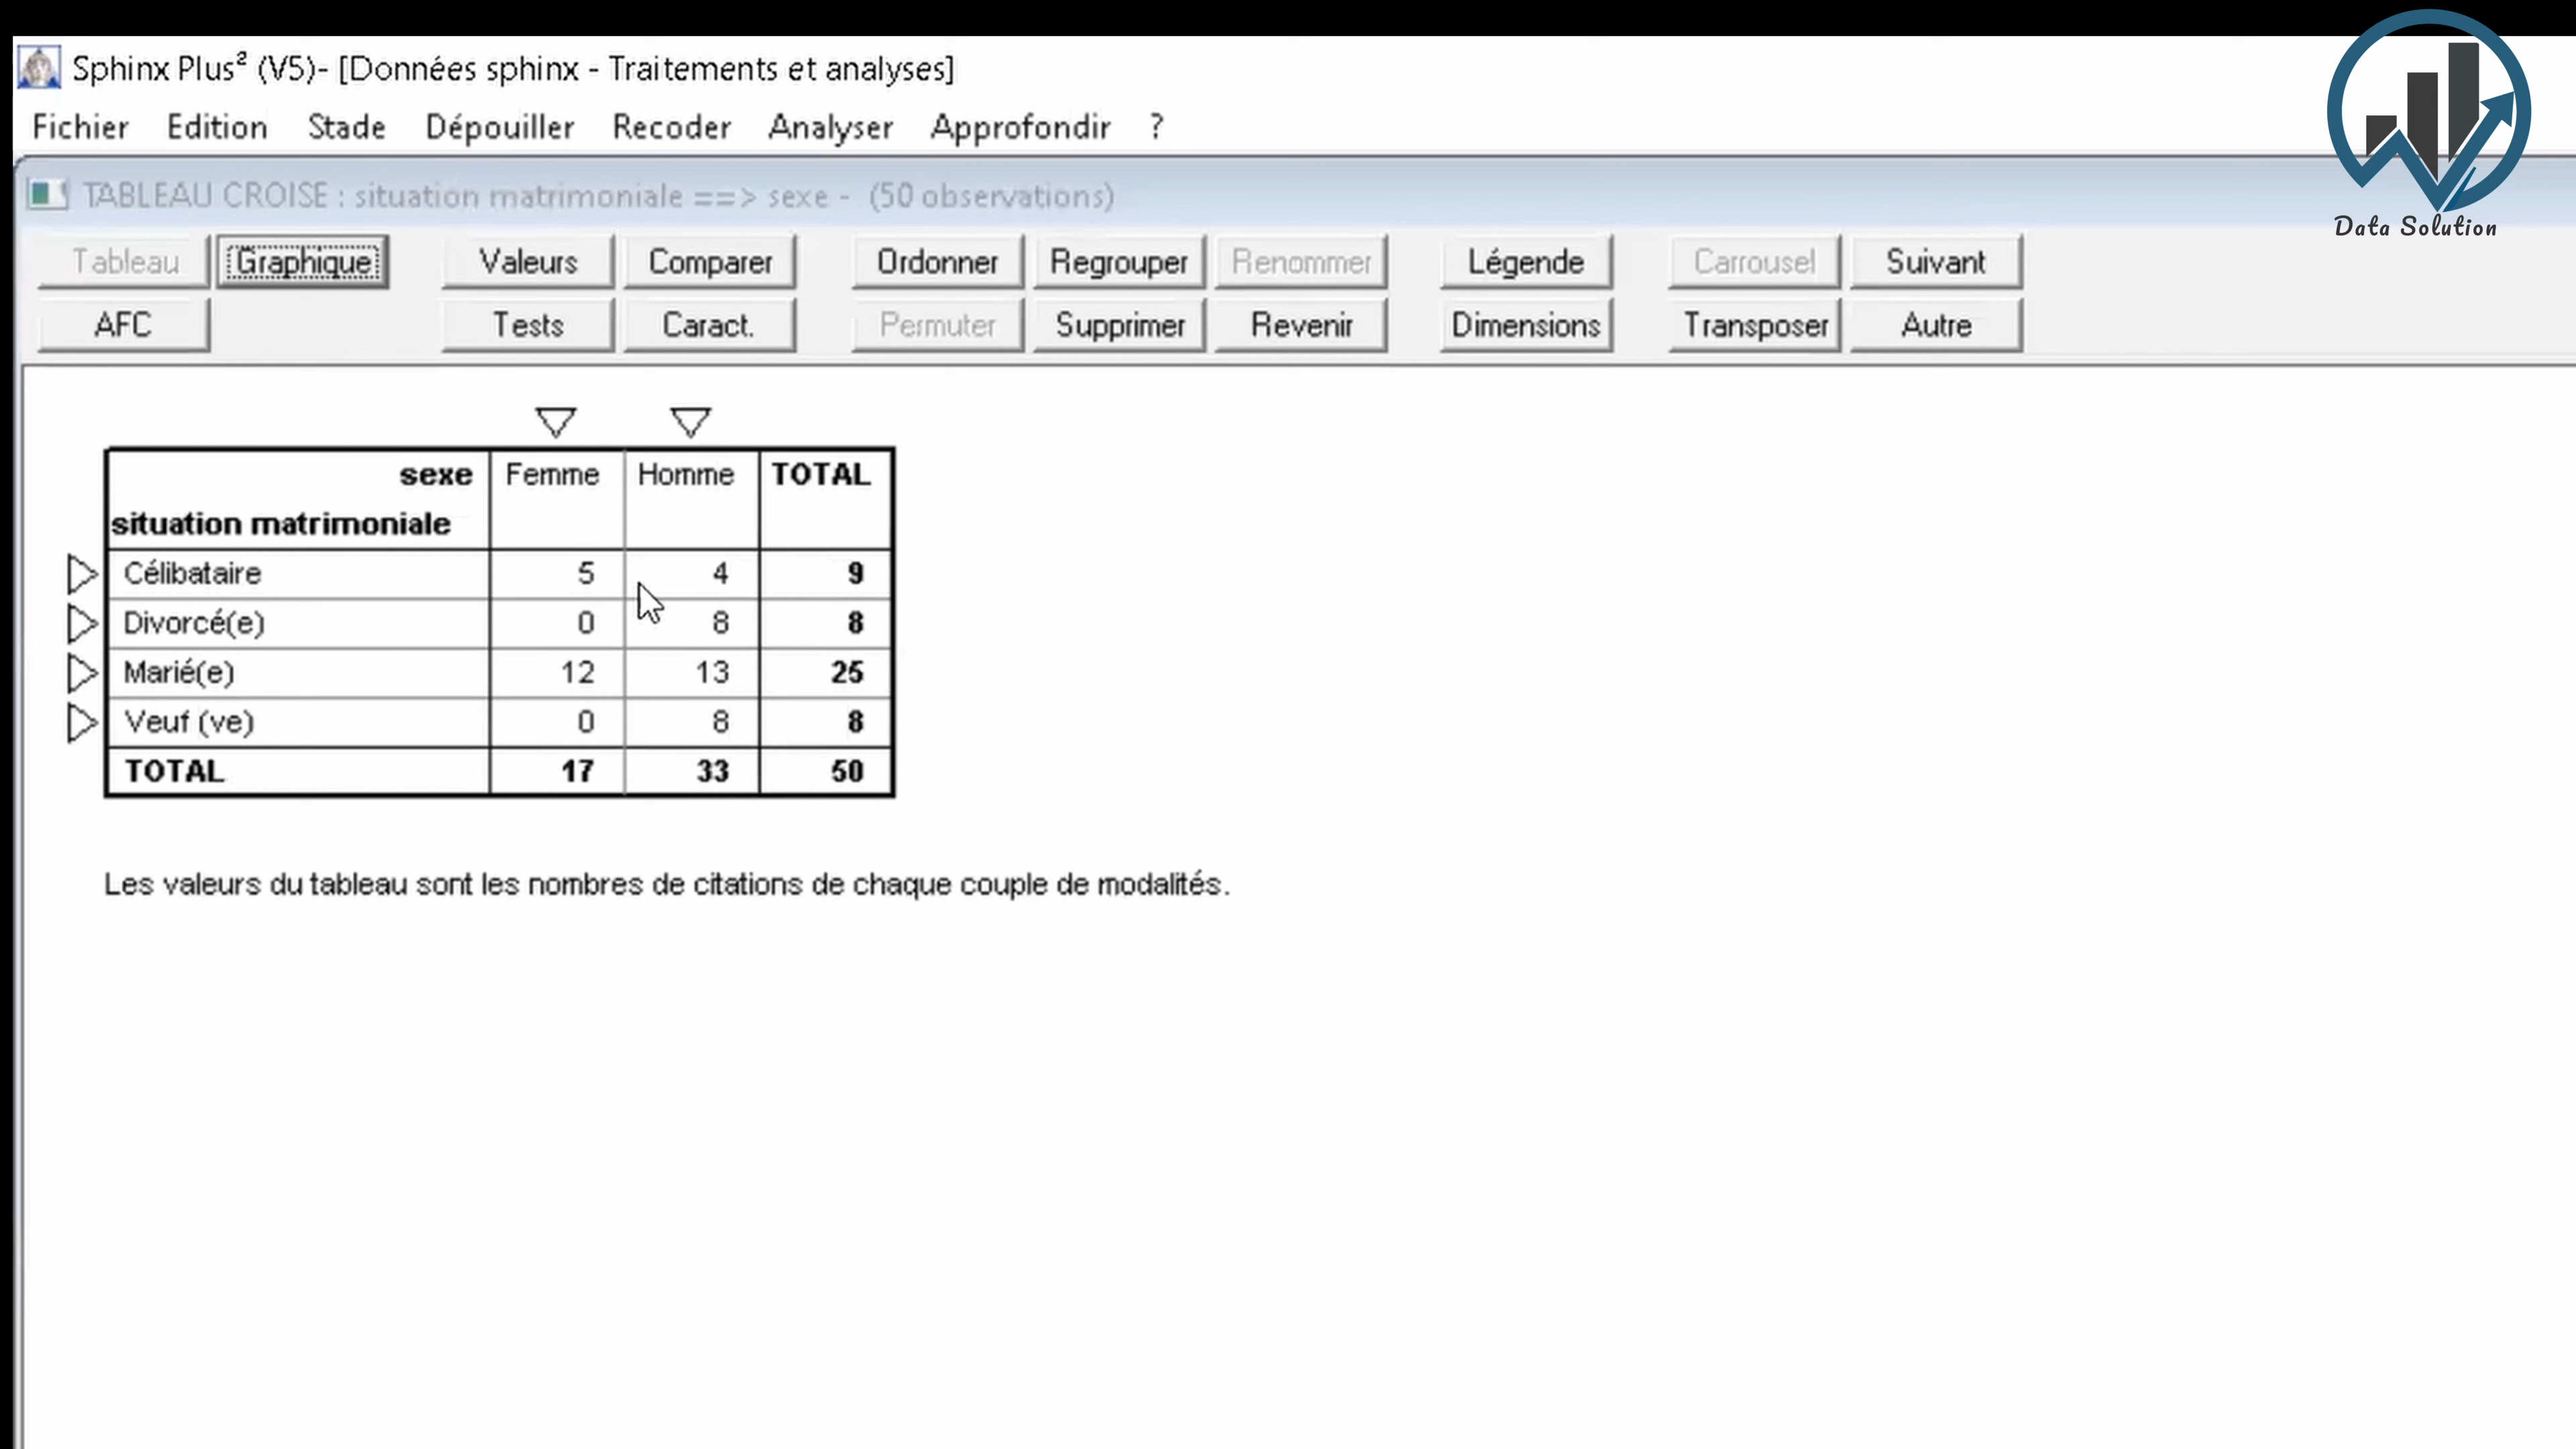 Sphinx Plus² (V5)- [Données sphinx - Traitements et analyses]
Fichier Edition Stade Dépouiller Recoder Analyser Approfondir ?
Data Solution
TABLEAU CROISE : situation matrimoniale ==> sexe - (50 observations)
Tableau Graphique Valeurs Comparer Ordonner Regrouper Renommer Légende Carrousel Suivant
AFC Tests Caract. Permuter Supprimer Revenir Dimensions Transposer Autre
sexe Femme Homme TOTAL
situation matrimoniale
Célibataire 5 4 9
Divorcé(e) 0 8 8
Marié(e) 12 13 25
Veuf (ve) 0 8 8
TOTAL 17 33 50
Les valeurs du tableau sont les nombres de citations de chaque couple de modalités.